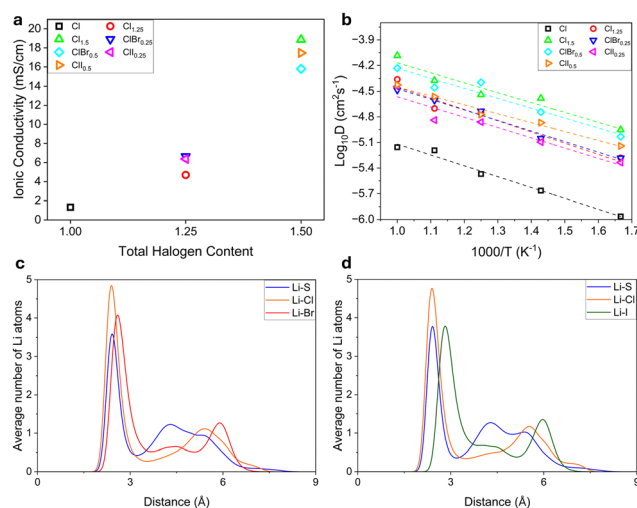 a
Ionic Conductivity (mS/cm)
20
18
16
14
12
10
8
6
4
2
0
Cl
Cl1.25
Cl1.5
ClBr0.25
ClBr0.5
ClI0.25
ClI0.5
1.00
1.25
1.50
Total Halogen Content
b
Log10D (cm2s-1)
-3.9
-4.2
-4.5
-4.8
-5.1
-5.4
-5.7
-6.0
Cl
Cl1.25
Cl1.5
ClBr0.25
ClBr0.5
ClI0.25
ClI0.5
1.0
1.1
1.2
1.3
1.4
1.5
1.6
1.7
1000/T (K-1)
c
Average number of Li atoms
5
4
3
2
1
0
Li-S
Li-Cl
Li-Br
3
6
9
Distance (Å)
d
Average number of Li atoms
5
4
3
2
1
0
Li-S
Li-Cl
Li-I
3
6
9
Distance (Å)